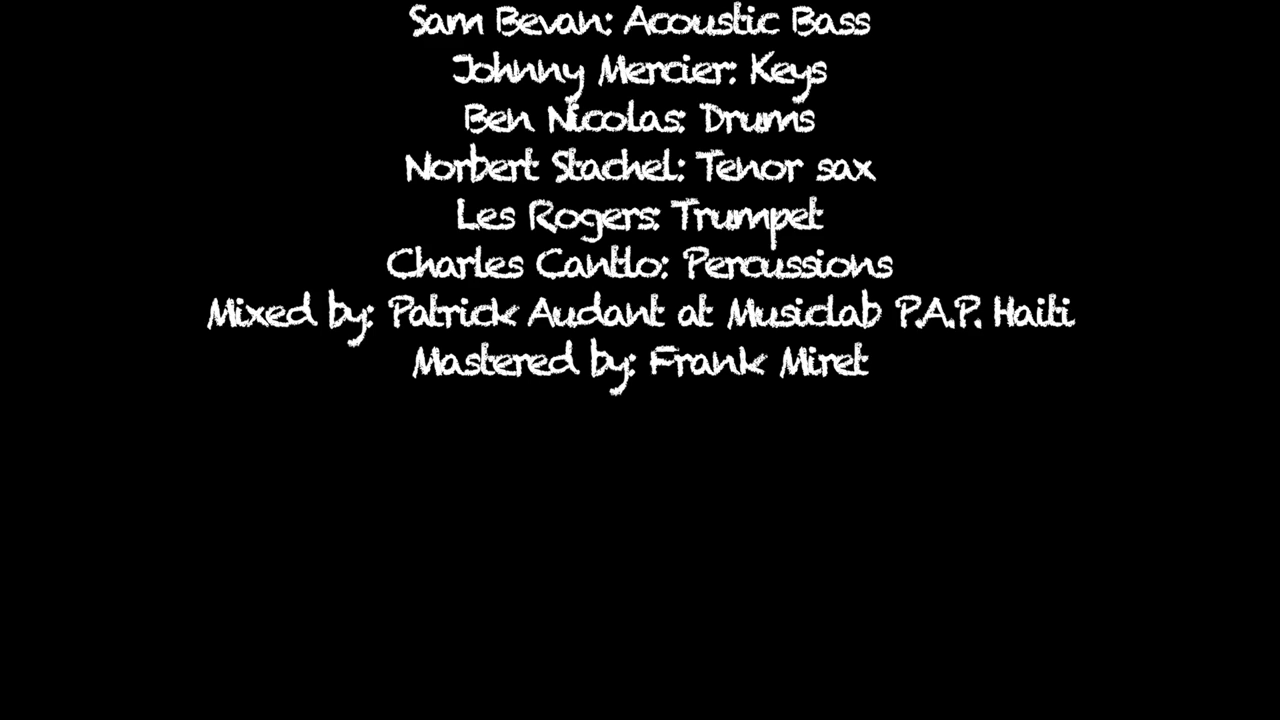 Sam Bevan: Acoustic Bass
Johnny Mercier: Keys
Ben Nicolas: Drums
Norbert Stachel: Tenor sax
Les Rogers: Trumpet
Charles Cantlo: Percussions
Mixed by: Patrick Audant at Musiclab P.A.P. Haiti
Mastered by: Frank Miret